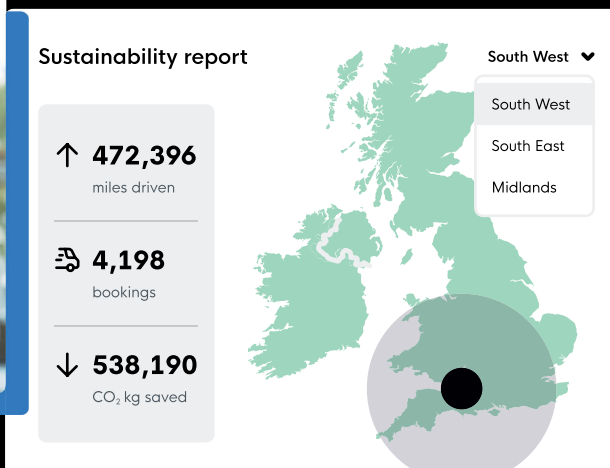 Sustainability report
South West
South West
South East
Midlands
472,396
miles driven
4,198
bookings
538,190
CO₂ kg saved